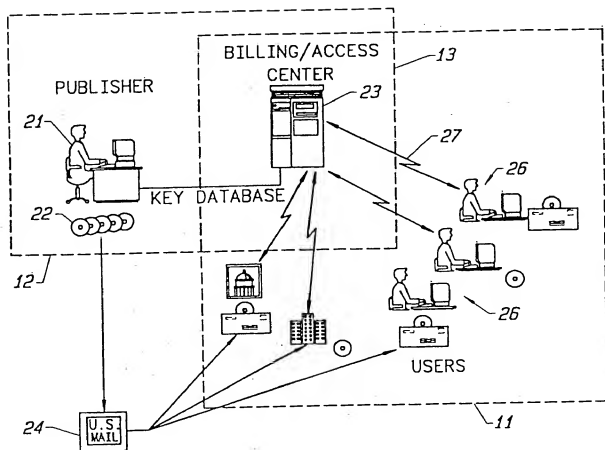 BILLING/ACCESS
CENTER
13
PUBLISHER
23
21
27
26
KEY DATABASE
22
12
26
USERS
24
U.S.
MAIL
11